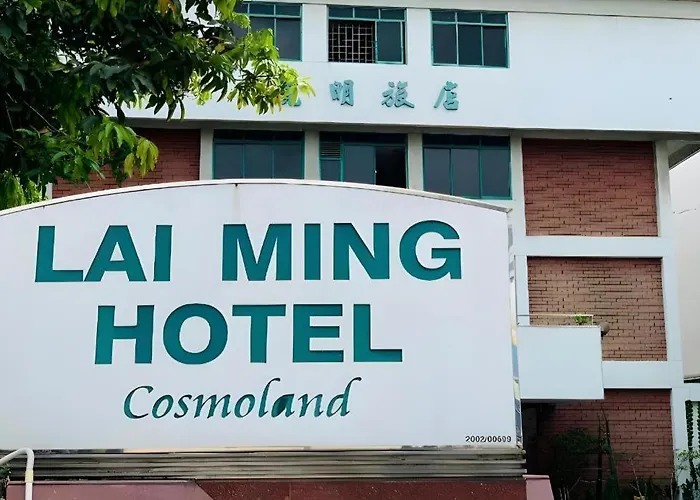 明旅店
LAI MING
HOTEL
Cosmoland
2002/00699